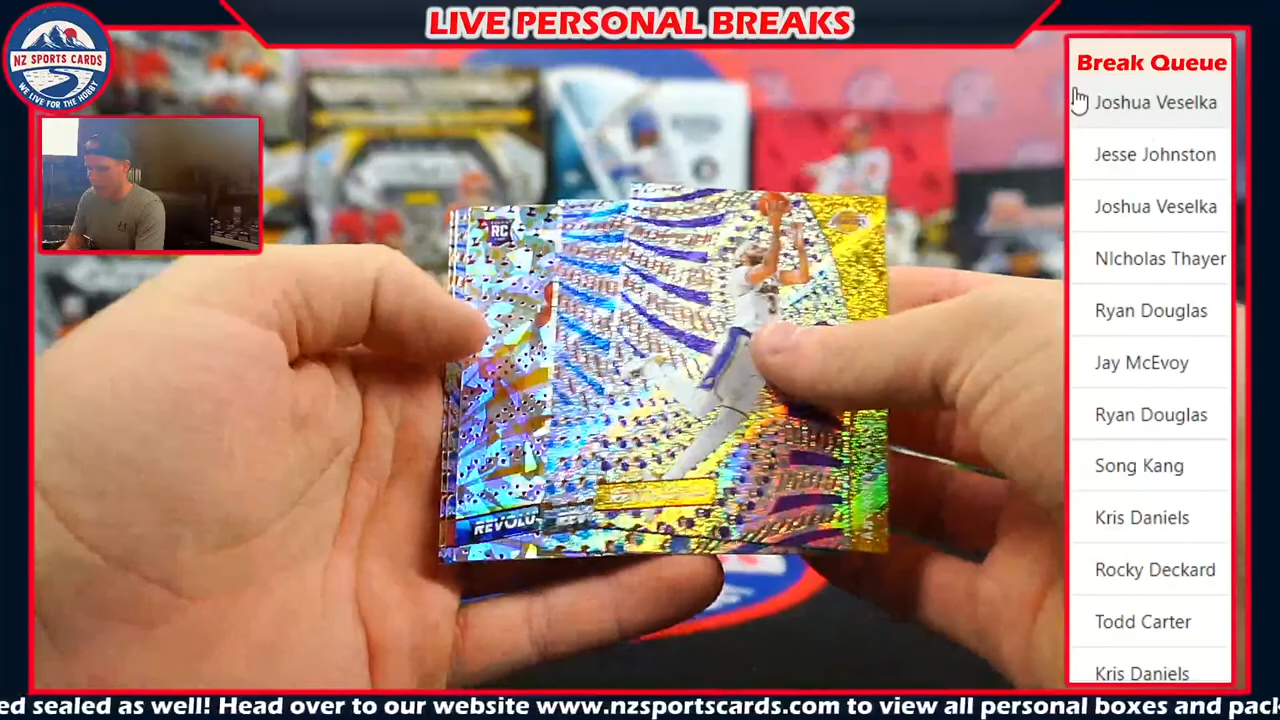 LIVE PERSONAL BREAKS
NZ SPORTS CARDS
WE LIVE FOR THE HOBBY
Break Queue
Joshua Veselka
Jesse Johnston
Joshua Veselka
NIcholas Thayer
Ryan Douglas
Jay McEvoy
Ryan Douglas
Song Kang
Kris Daniels
Rocky Deckard
Todd Carter
Kris Daniels
RC
REVOLU
ed sealed as well! Head over to our website www.nzsportscards.com to view all personal boxes and pack